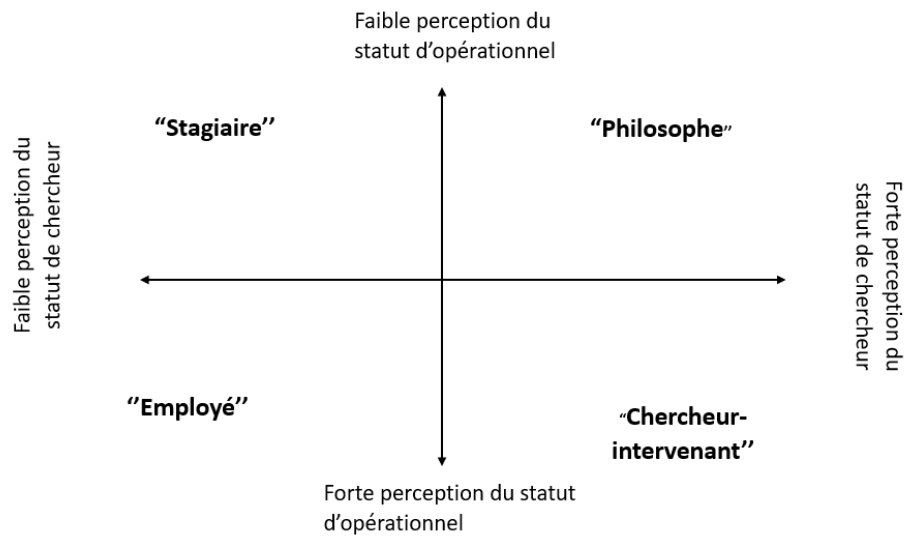 Faible perception du
statut d’opérationnel
“Stagiaire’’
“Philosophe’’
Faible perception du
statut de chercheur
Forte perception du
statut de chercheur
‘’Employé’’
“Chercheur-
intervenant’’
Forte perception du statut
d’opérationnel